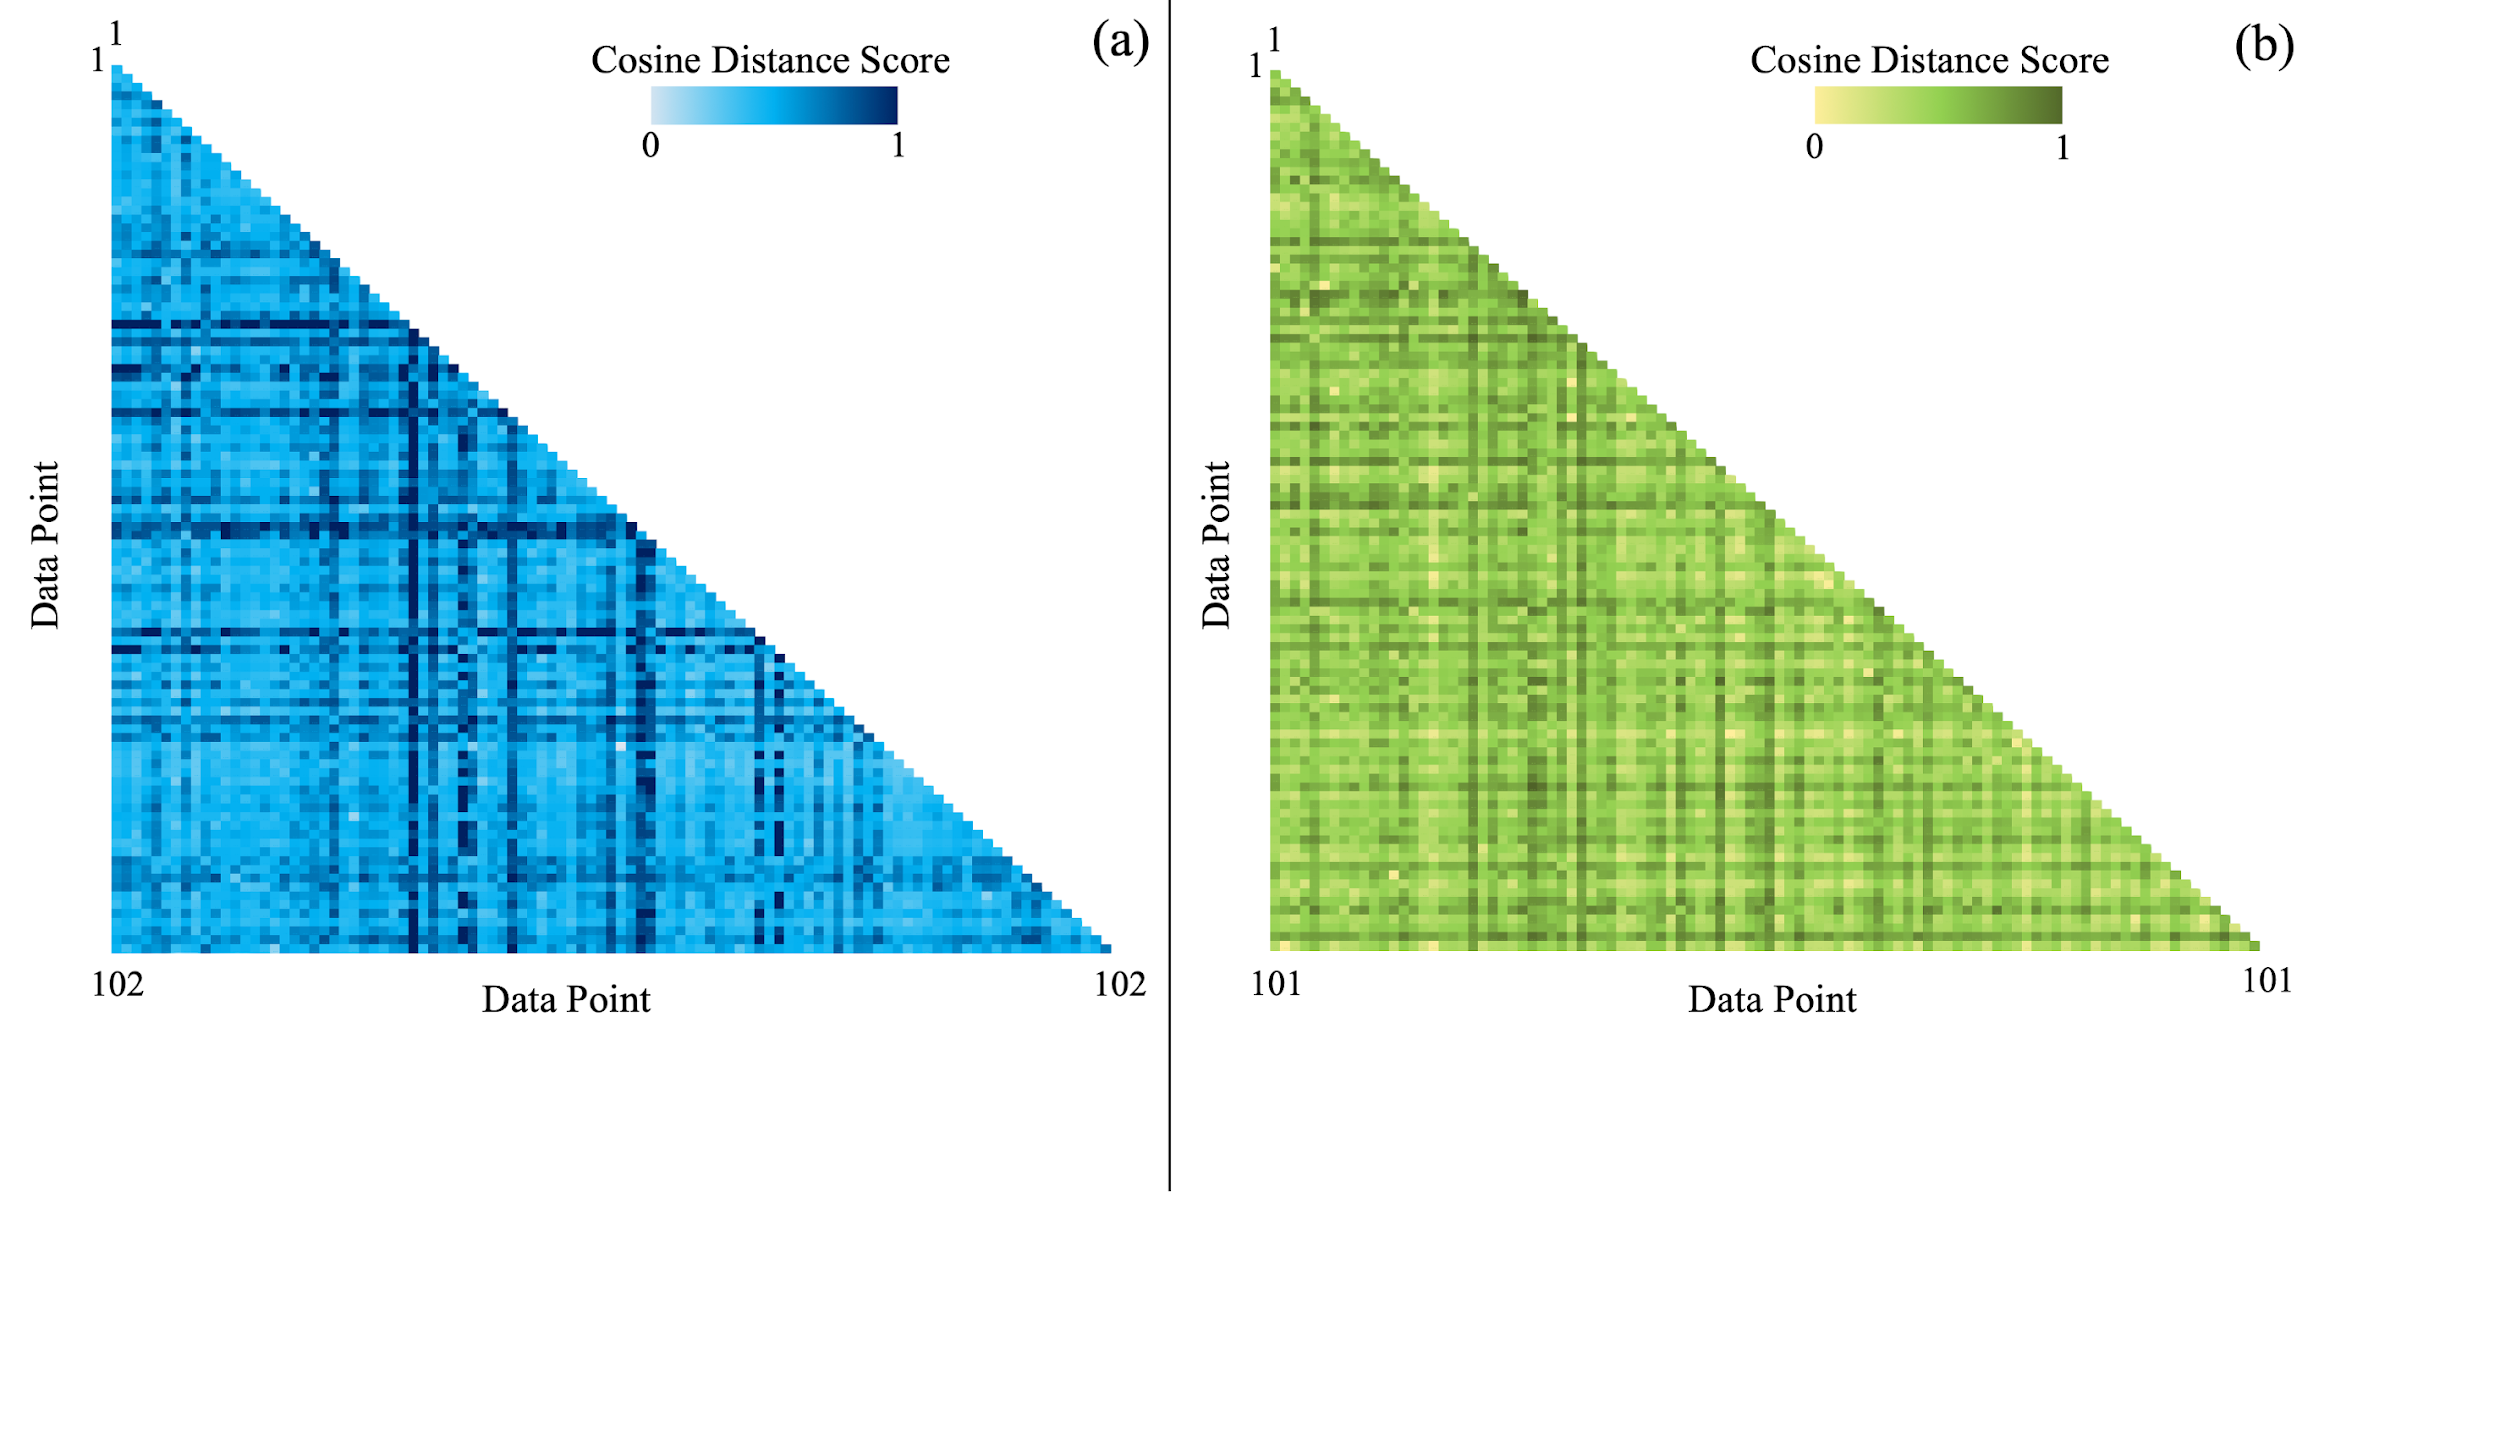 (a)
1
1
Cosine Distance Score
0
1
Data Point
102
102
Data Point
(b)
1
1
Cosine Distance Score
0
1
Data Point
101
101
Data Point